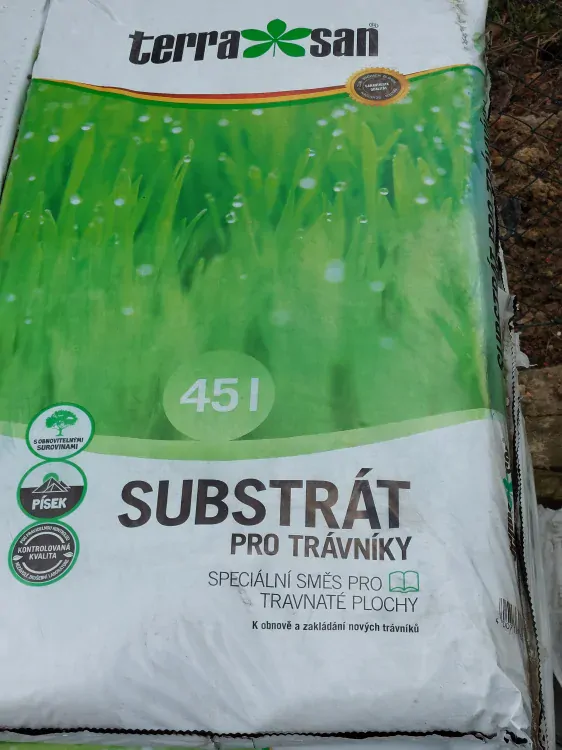 terra san
45 l
S OBNOVITELNÝMI
SUROVINAMI
PÍSEK
KONTROLOVANÁ
KVALITA
SUBSTRÁT
PRO TRÁVNÍKY
SPECIÁLNÍ SMĚS PRO
TRAVNATÉ PLOCHY
K obnově a zakládání nových trávníků